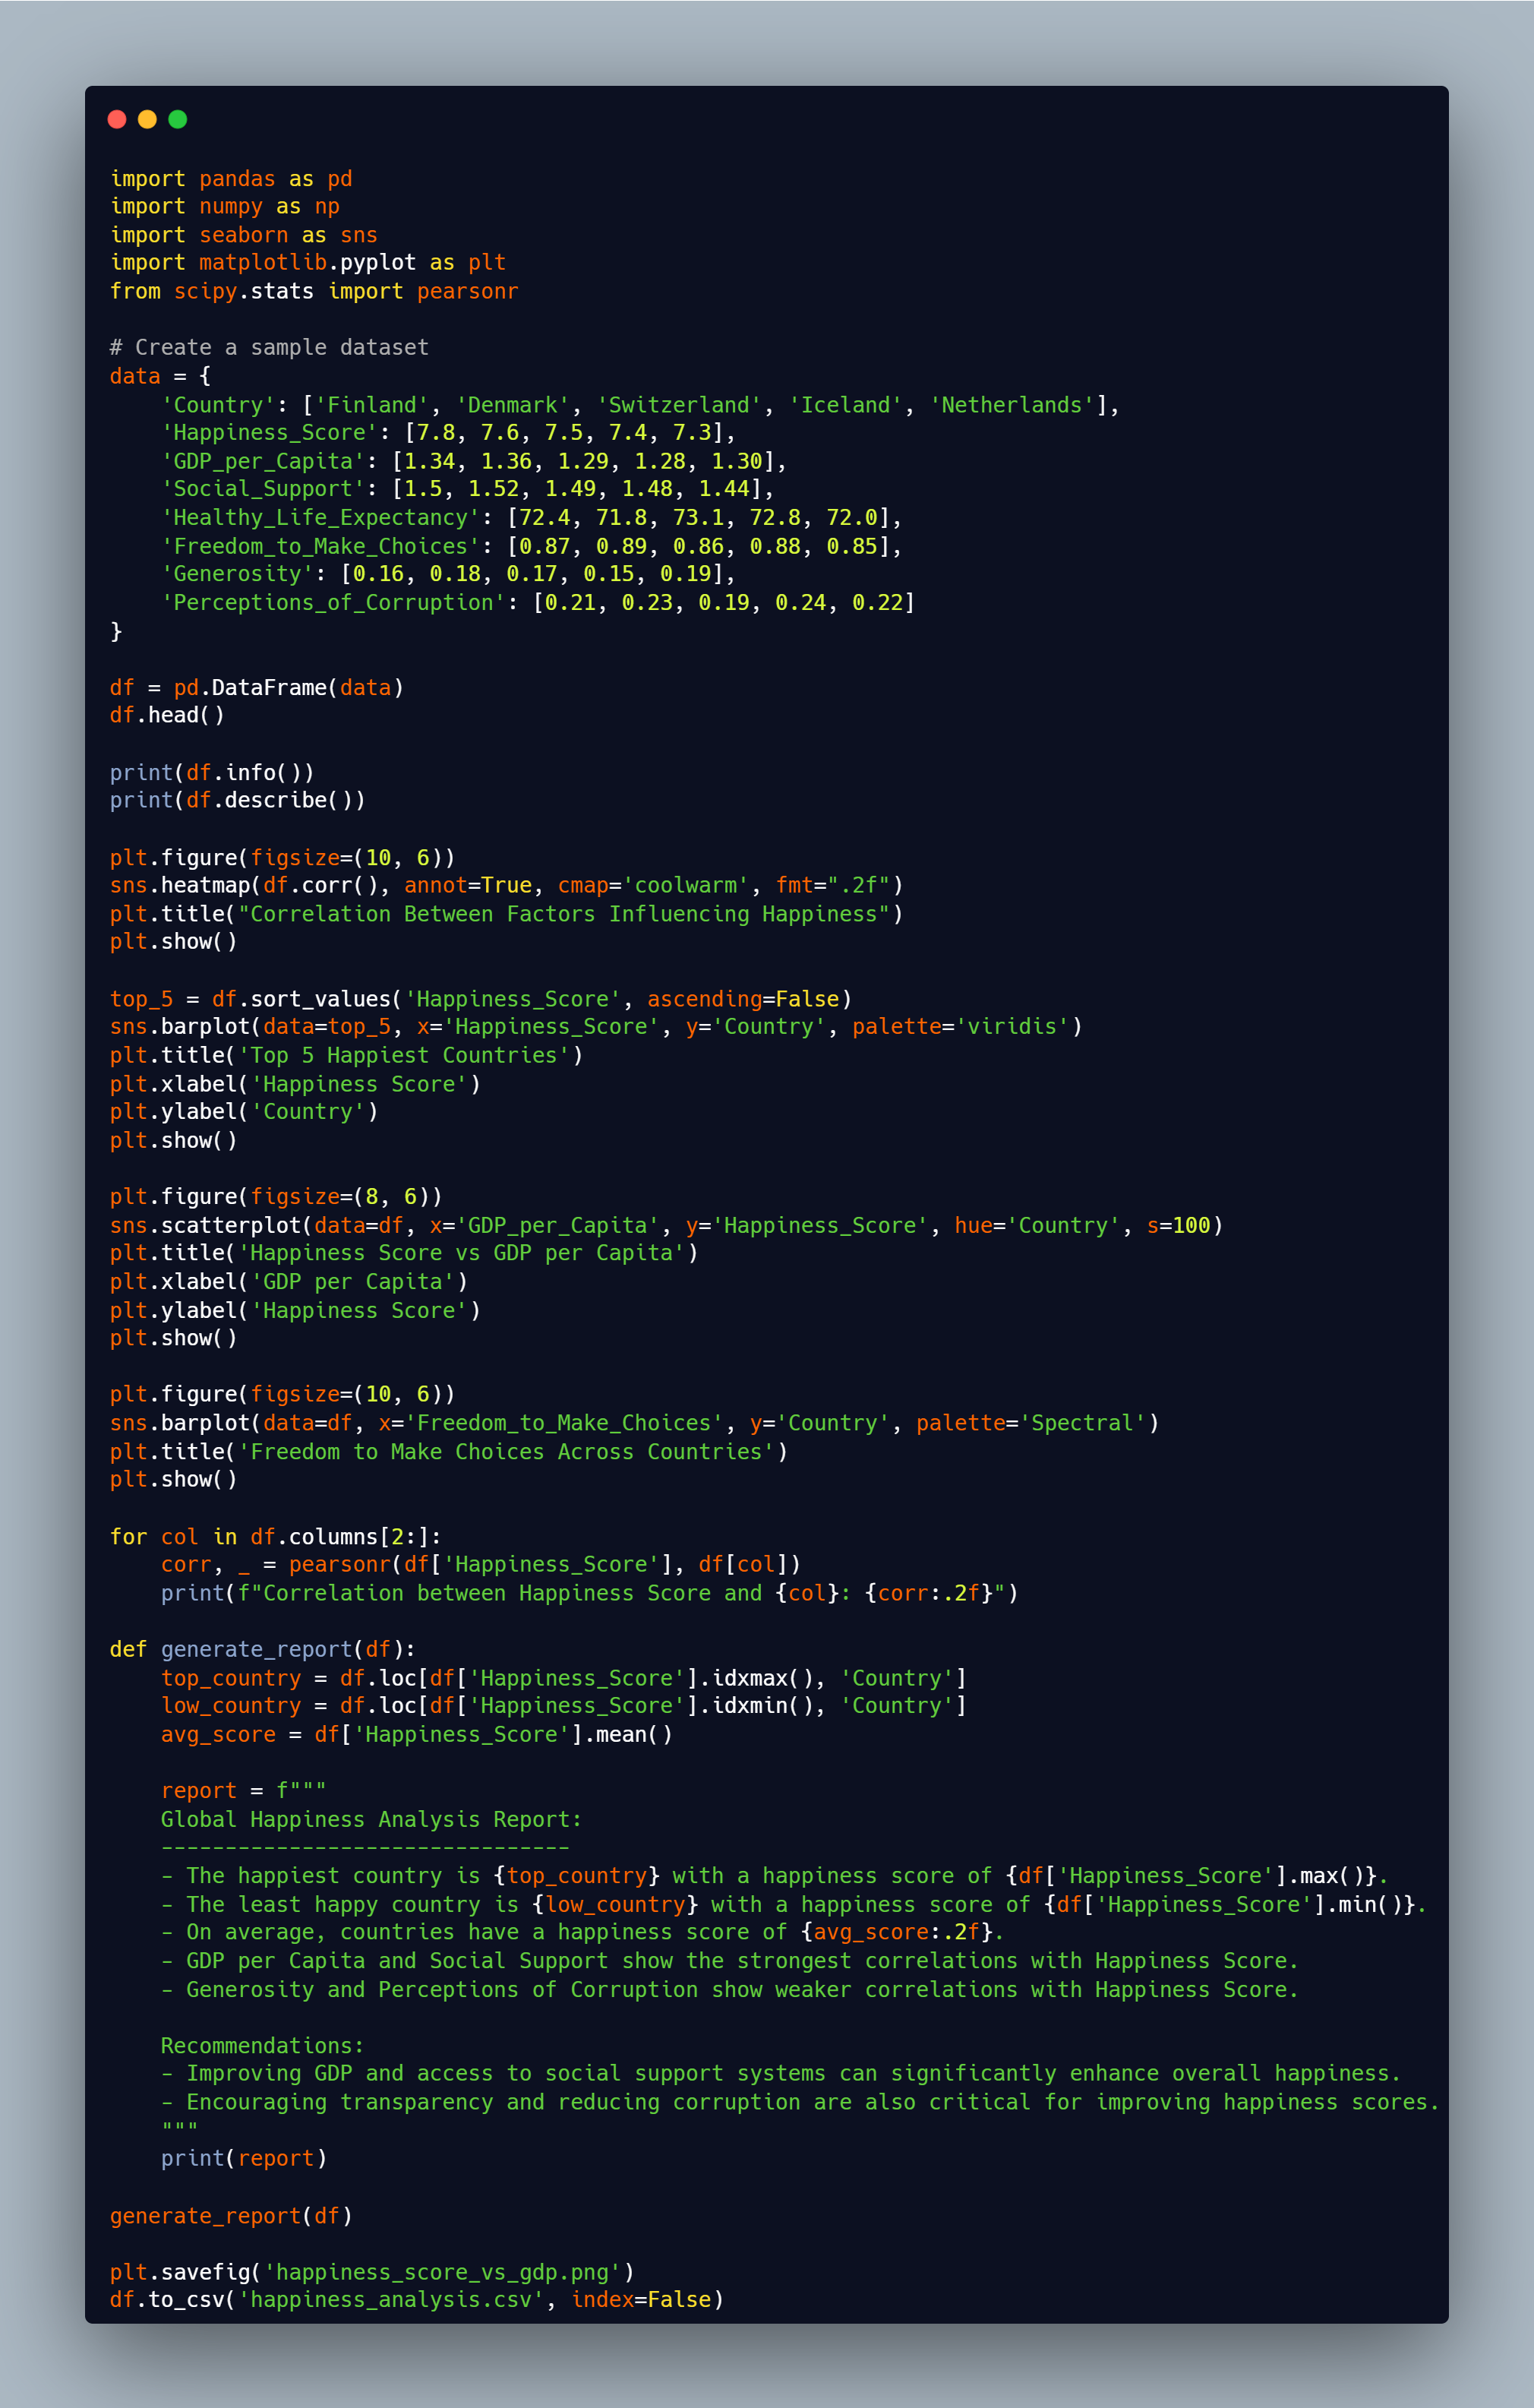 import pandas as pd
import numpy as np
import seaborn as sns
import matplotlib.pyplot as plt
from scipy.stats import pearsonr

# Create a sample dataset
data = {
    'Country': ['Finland', 'Denmark', 'Switzerland', 'Iceland', 'Netherlands'],
    'Happiness_Score': [7.8, 7.6, 7.5, 7.4, 7.3],
    'GDP_per_Capita': [1.34, 1.36, 1.29, 1.28, 1.30],
    'Social_Support': [1.5, 1.52, 1.49, 1.48, 1.44],
    'Healthy_Life_Expectancy': [72.4, 71.8, 73.1, 72.8, 72.0],
    'Freedom_to_Make_Choices': [0.87, 0.89, 0.86, 0.88, 0.85],
    'Generosity': [0.16, 0.18, 0.17, 0.15, 0.19],
    'Perceptions_of_Corruption': [0.21, 0.23, 0.19, 0.24, 0.22]
}

df = pd.DataFrame(data)
df.head()

print(df.info())
print(df.describe())

plt.figure(figsize=(10, 6))
sns.heatmap(df.corr(), annot=True, cmap='coolwarm', fmt=".2f")
plt.title("Correlation Between Factors Influencing Happiness")
plt.show()

top_5 = df.sort_values('Happiness_Score', ascending=False)
sns.barplot(data=top_5, x='Happiness_Score', y='Country', palette='viridis')
plt.title('Top 5 Happiest Countries')
plt.xlabel('Happiness Score')
plt.ylabel('Country')
plt.show()

plt.figure(figsize=(8, 6))
sns.scatterplot(data=df, x='GDP_per_Capita', y='Happiness_Score', hue='Country', s=100)
plt.title('Happiness Score vs GDP per Capita')
plt.xlabel('GDP per Capita')
plt.ylabel('Happiness Score')
plt.show()

plt.figure(figsize=(10, 6))
sns.barplot(data=df, x='Freedom_to_Make_Choices', y='Country', palette='Spectral')
plt.title('Freedom to Make Choices Across Countries')
plt.show()

for col in df.columns[2:]:
    corr, _ = pearsonr(df['Happiness_Score'], df[col])
    print(f"Correlation between Happiness Score and {col}: {corr:.2f}")

def generate_report(df):
    top_country = df.loc[df['Happiness_Score'].idxmax(), 'Country']
    low_country = df.loc[df['Happiness_Score'].idxmin(), 'Country']
    avg_score = df['Happiness_Score'].mean()

    report = f"""
    Global Happiness Analysis Report:
    --------------------------------
    - The happiest country is {top_country} with a happiness score of {df['Happiness_Score'].max()}.
    - The least happy country is {low_country} with a happiness score of {df['Happiness_Score'].min()}.
    - On average, countries have a happiness score of {avg_score:.2f}.
    - GDP per Capita and Social Support show the strongest correlations with Happiness Score.
    - Generosity and Perceptions of Corruption show weaker correlations with Happiness Score.

    Recommendations:
    - Improving GDP and access to social support systems can significantly enhance overall happiness.
    - Encouraging transparency and reducing corruption are also critical for improving happiness scores.
    """
    print(report)

generate_report(df)

plt.savefig('happiness_score_vs_gdp.png')
df.to_csv('happiness_analysis.csv', index=False)